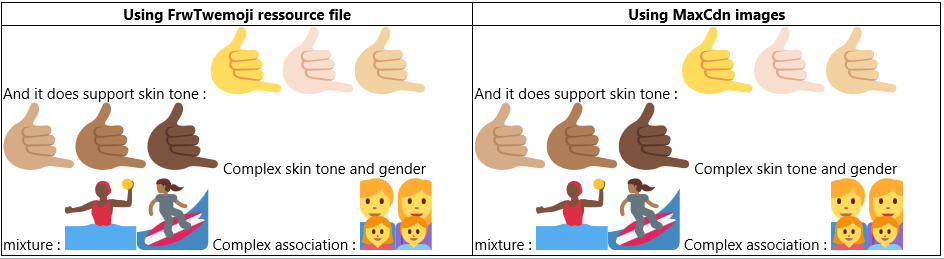 Using FrwTwemoji ressource file
And it does support skin tone :
Complex skin tone and gender
mixture : Complex association :
Using MaxCdn images
And it does support skin tone :
Complex skin tone and gender
mixture : Complex association :